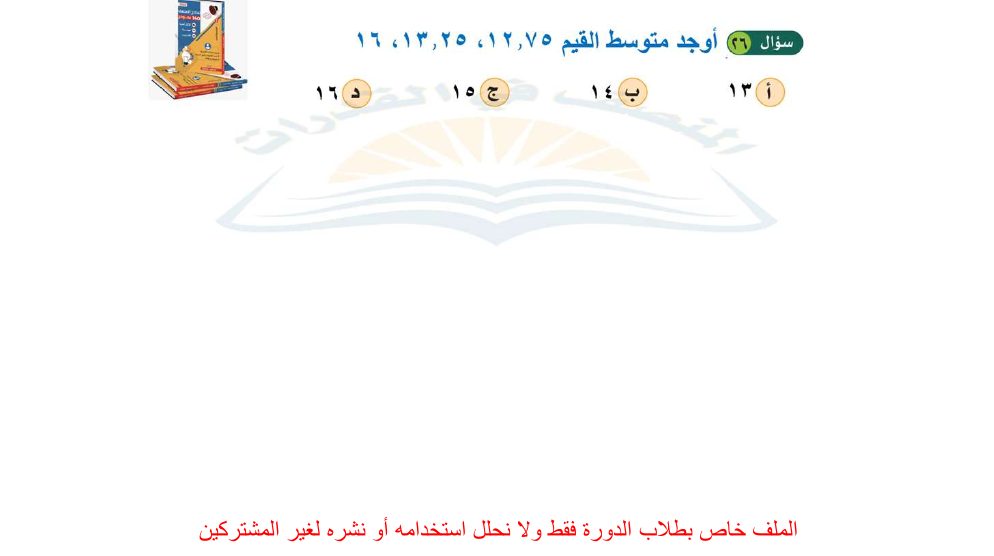 سؤال ٢٦ أوجد متوسط القيم ١٢,٧٥، ١٣,٢٥، ١٦
أ ١٣ ب ١٤ ج ١٥ د ١٦
الملف خاص بطلاب الدورة فقط ولا نحلل استخدامه أو نشره لغير المشتركين